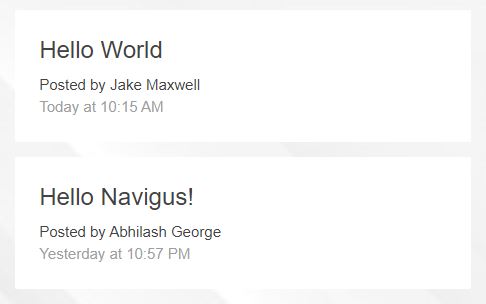 Hello World
Posted by Jake Maxwell
Today at 10:15 AM
Hello Navigus!
Posted by Abhilash George
Yesterday at 10:57 PM